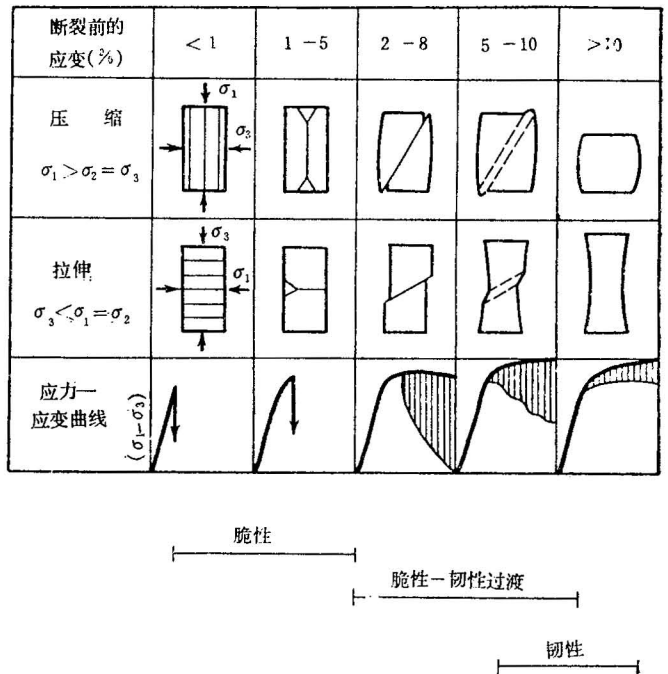 断裂前的
应变(%)
< 1
1 - 5
2 - 8
5 - 10
>10
压 缩
σ₁>σ₂=σ₃
σ₁
σ₃
拉伸
σ₃<σ₁=σ₂
σ₃
σ₁
应力—
应变曲线
(σ₁-σ₃)
脆性
脆性-韧性过渡
韧性